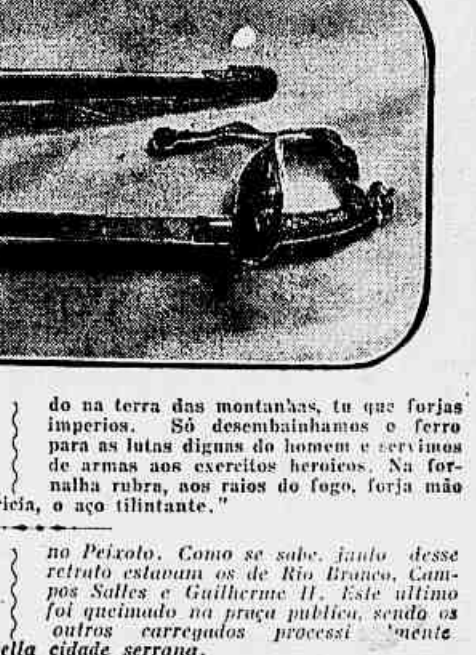 do na terra das montanhas, tu que forjas
imperios. Só desembainhamos o ferro
para as lutas dignas do homem e servimos
de armas aos exercitos heroicos. Na for-
nalha rubra, aos raios do fogo, forja mão
ricia, o aço tilintante."
no Peixoto. Como se sabe, junto desse
retrato estavam os de Rio Branco, Cam-
pos Salles e Guilherme II. Este ultimo
foi queimado na praça publica, sendo os
outros carregados
ella cidade serrana.